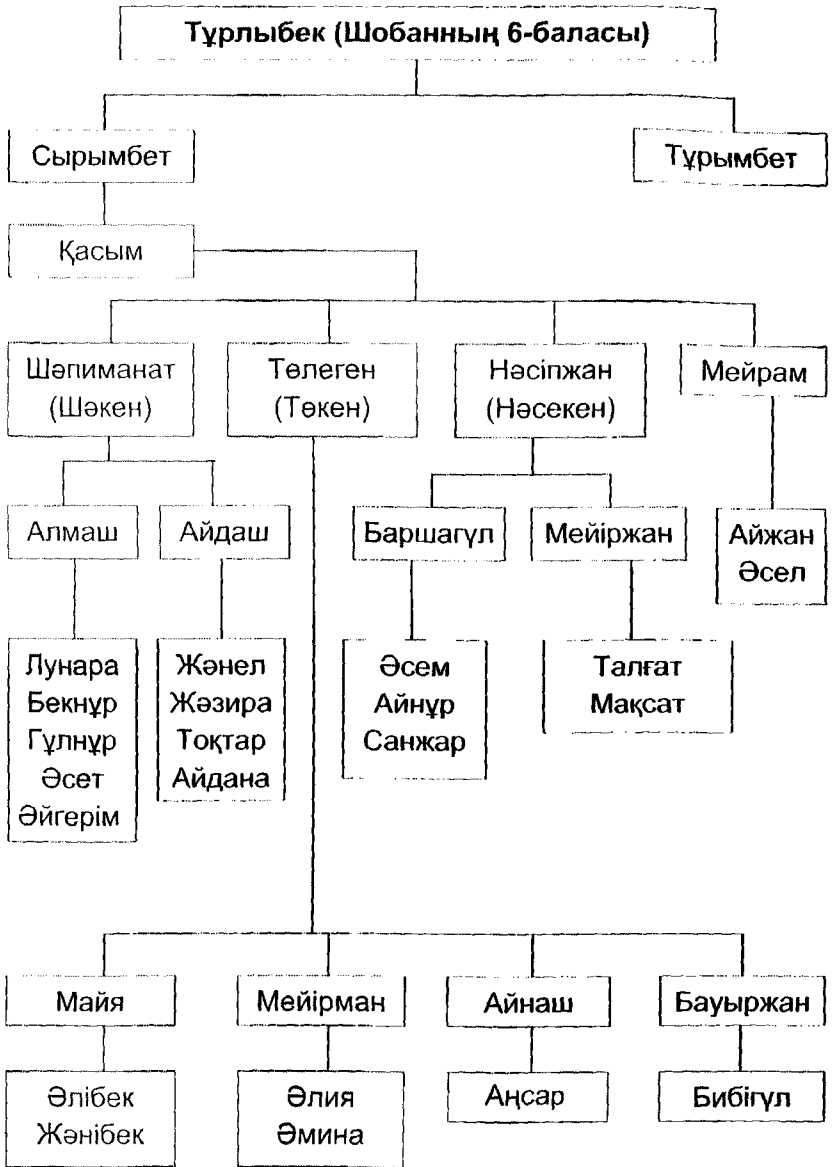 Тұрлыбек (Шобанның 6-баласы)
Сырымбет
Тұрымбет
Қасым
Шәпиманат
(Шәкен)
Төлеген
(Төкен)
Нәсіпжан
(Нәсекен)
Мейрам
Алмаш
Айдаш
Баршагүл
Мейіржан
Айжан
Әсел
Лунара
Бекнұр
Гүлнұр
Әсет
Әйгерім
Жәнел
Жәзира
Тоқтар
Айдана
Әсем
Айнұр
Санжар
Талғат
Мақсат
Майя
Мейірман
Айнаш
Бауыржан
Әлібек
Жәнібек
Әлия
Әмина
Аңсар
Бибігүл